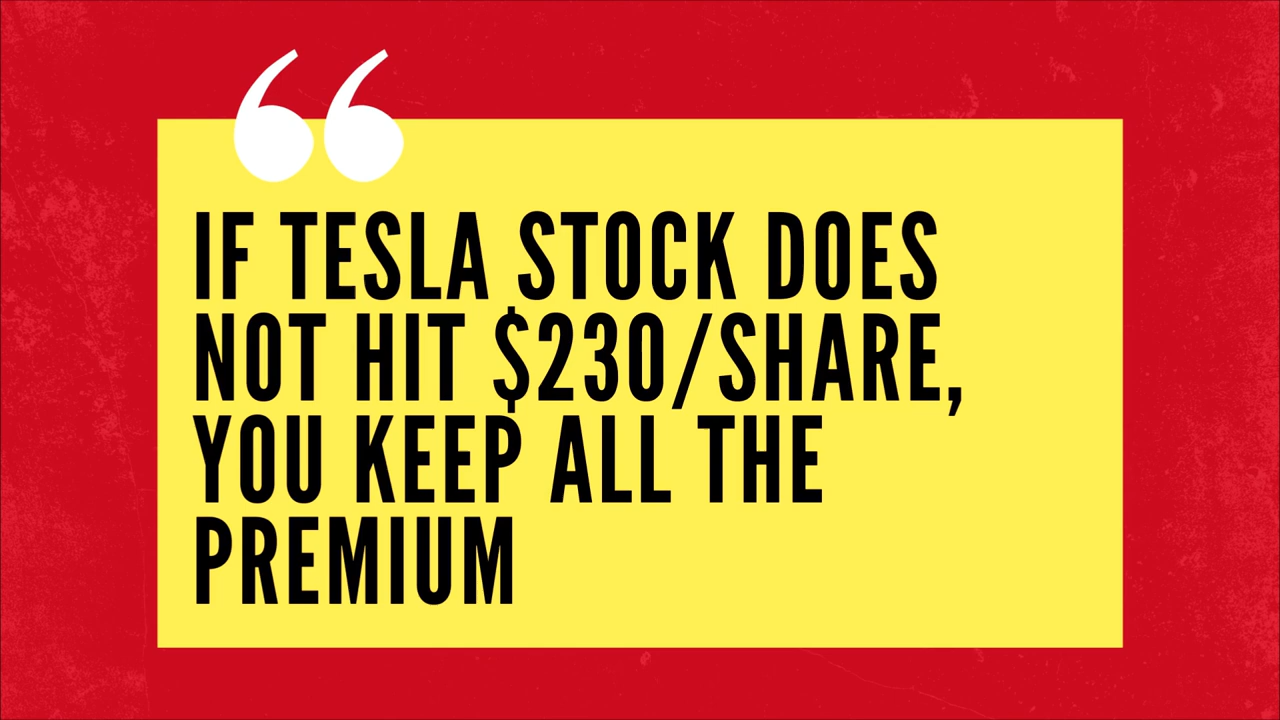 “
IF TESLA STOCK DOES
NOT HIT $230/SHARE,
YOU KEEP ALL THE
PREMIUM